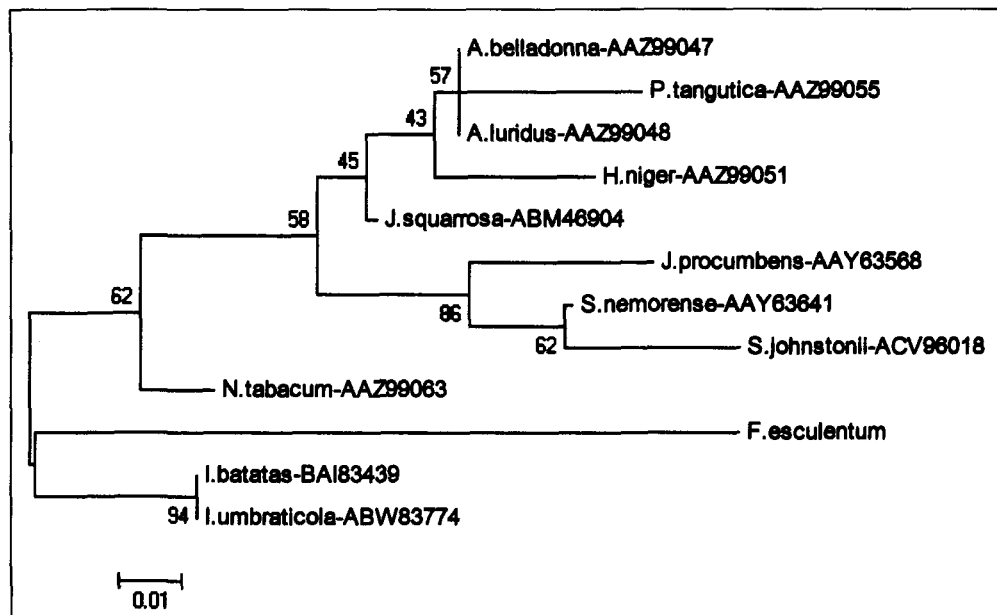 A.belladonna-AAZ99047
57
P.tangutica-AAZ99055
43
A.luridus-AAZ99048
45
H.niger-AAZ99051
58
J.squarrosa-ABM46904
J.procumbens-AAY63568
62
86
S.nemorense-AAY63641
62
S.johnstonii-ACV96018
N.tabacum-AAZ99063
F.esculentum
I.batatas-BAI83439
94
I.umbraticola-ABW83774
0.01